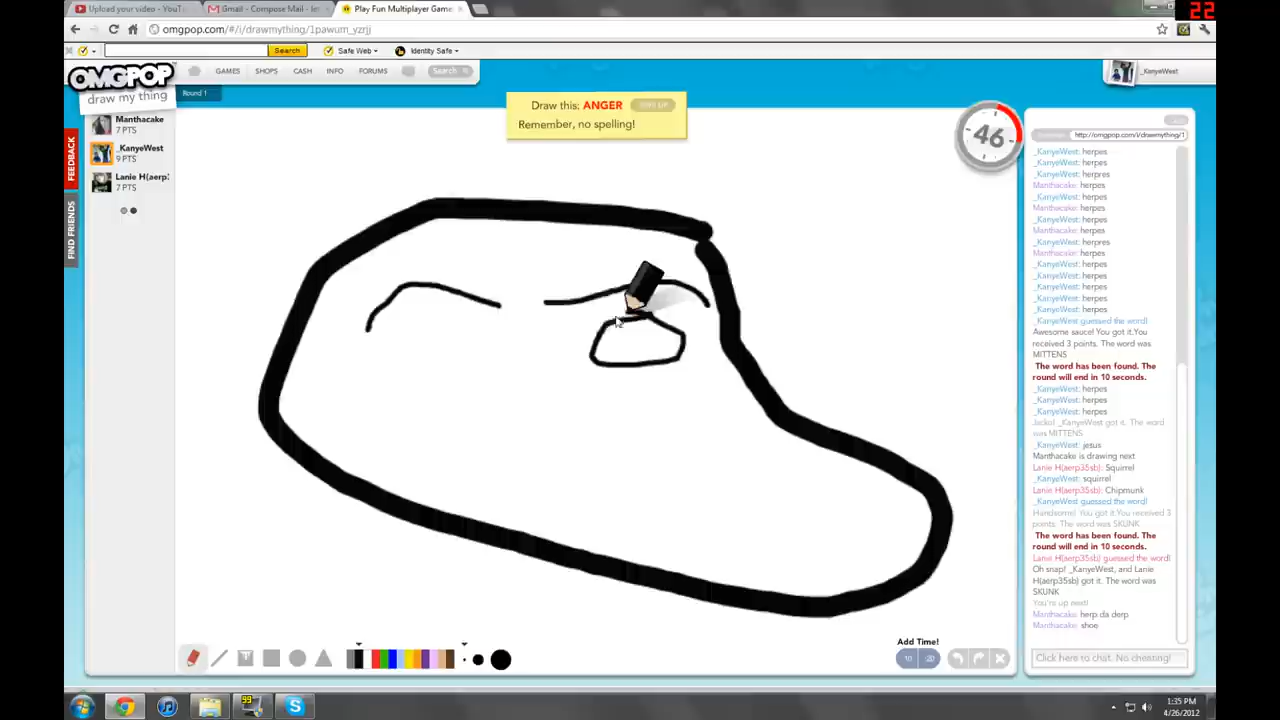 22
Upload your video - YouT
Gmail - Compose Mail - le
Play Fun Multiplayer Game
omgpop.com/#/i/drawmything/1pawum_yzrjj
Search
Safe Web
Identity Safe
OMGPOP
draw my thing
GAMES SHOPS CASH INFO FORUMS
Search
_KanyeWest
Round 1
Draw this: ANGER
Remember, no spelling!
46
FEEDBACK
FIND FRIENDS
Manthacake
7 PTS
_KanyeWest
9 PTS
Lanie H(aerp:
7 PTS
http://omgpop.com/i/drawmything/1
_KanyeWest: herpes
_KanyeWest: herpes
_KanyeWest: herpres
Manthacake: herpes
_KanyeWest: herpes
Manthacake: herpes
_KanyeWest: herpes
Manthacake: herpes
_KanyeWest: herpres
Manthacake: herpes
_KanyeWest: herpes
_KanyeWest: herpes
_KanyeWest: herpes
_KanyeWest: herpes
_KanyeWest: herpes
_KanyeWest guessed the word!
Awesome sauce! You got it.You
received 3 points. The word was
MITTENS
The word has been found. The
round will end in 10 seconds.
_KanyeWest: herpes
_KanyeWest: herpes
_KanyeWest: herpes
Jacko! _KanyeWest got it. The word
was MITTENS
_KanyeWest: jesus
Manthacake is drawing next
Lanie H(aerp35sb): Squirrel
_KanyeWest: squirrel
Lanie H(aerp35sb): Chipmunk
_KanyeWest guessed the word!
Handsome! You got it.You received 3
points. The word was SKUNK
The word has been found. The
round will end in 10 seconds.
Lanie H(aerp35sb) guessed the word!
Oh snap! _KanyeWest, and Lanie
H(aerp35sb) got it. The word was
SKUNK
You're up next!
Manthacake: herp da derp
Manthacake: shoe
Click here to chat. No cheating!
Add Time!
10 20
T
99
1:35 PM
4/26/2012